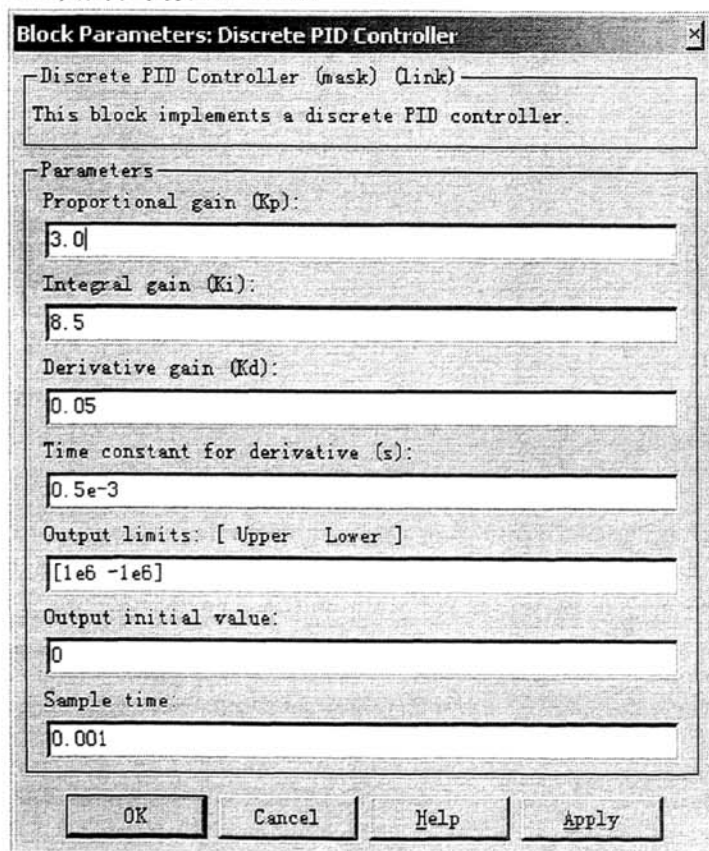 Block Parameters: Discrete PID Controller
Discrete PID Controller (mask) (link)
This block implements a discrete PID controller.
Parameters
Proportional gain (Kp):
3.0
Integral gain (Ki):
8.5
Derivative gain (Kd):
0.05
Time constant for derivative (s):
0.5e-3
Output limits: [ Upper Lower ]
[1e6 -1e6]
Output initial value:
0
Sample time:
0.001
OK Cancel Help Apply